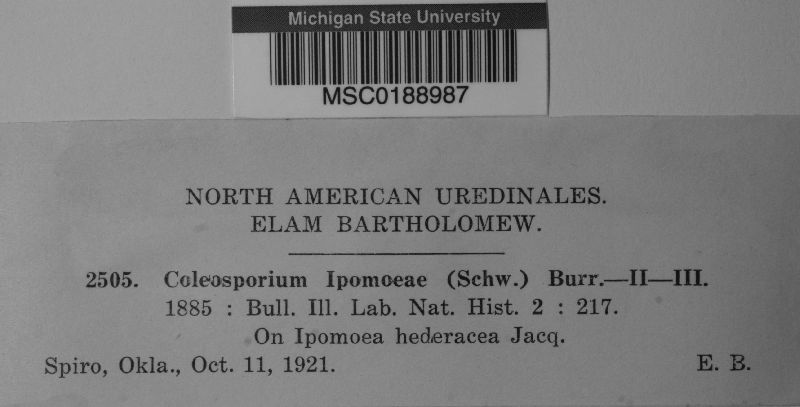 Michigan State University
MSC0188987
NORTH AMERICAN UREDINALES.
ELAM BARTHOLOMEW.
2505. Coleosporium Ipomoeae (Schw.) Burr.—II—III.
1885 : Bull. Ill. Lab. Nat. Hist. 2 : 217.
On Ipomoea hederacea Jacq.
Spiro, Okla., Oct. 11, 1921. E. B.